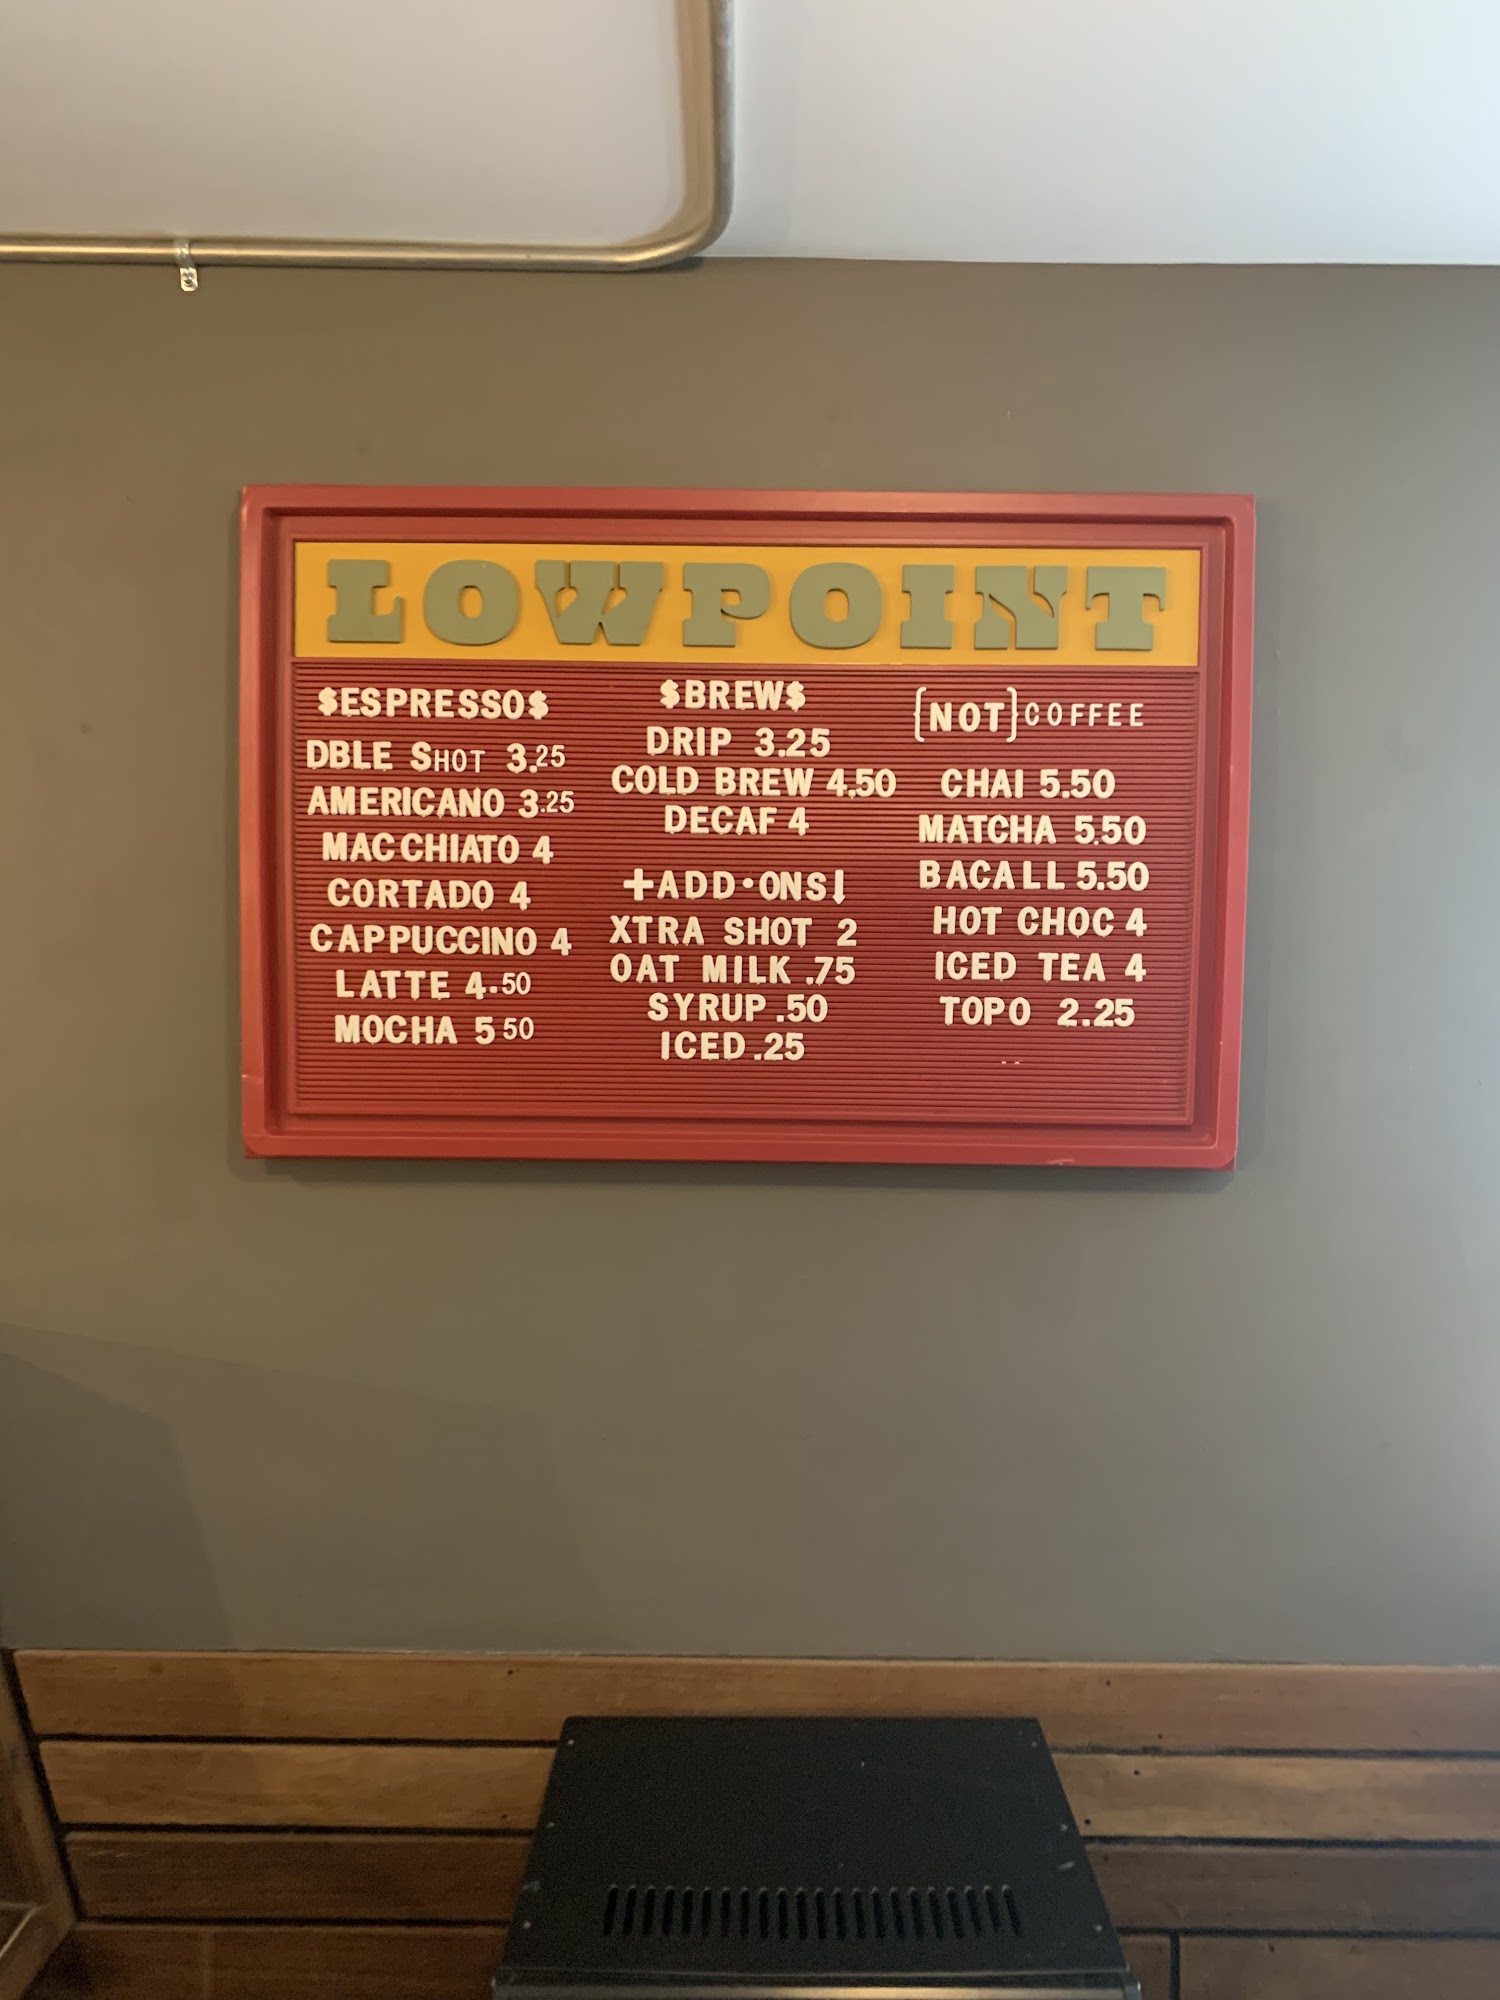 LOWPOINT
$ESPRESSO$
DBLE SHOT 3.25
AMERICANO 3.25
MACCHIATO 4
CORTADO 4
CAPPUCCINO 4
LATTE 4.50
MOCHA 5 50
$BREW$
DRIP 3.25
COLD BREW 4.50
DECAF 4
+ADD•ONS!
XTRA SHOT 2
OAT MILK .75
SYRUP .50
ICED .25
{NOT}COFFEE
CHAI 5.50
MATCHA 5.50
BACALL 5.50
HOT CHOC 4
ICED TEA 4
TOPO 2.25